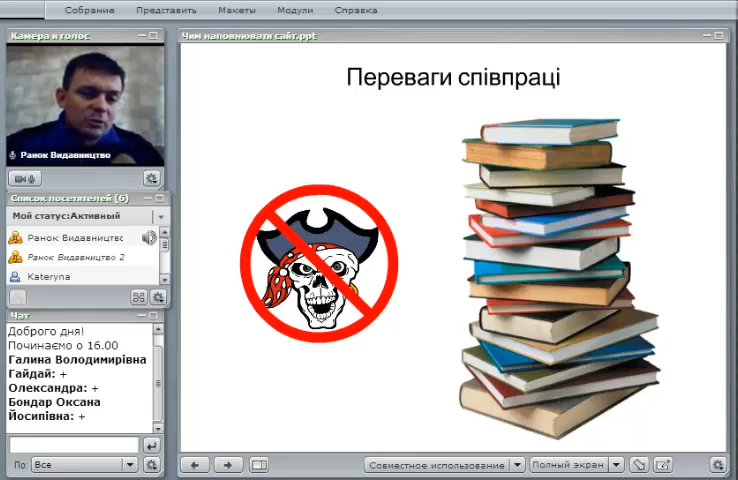 Собрание Представить Макеты Модули Справка
Камера и голос
Ранок Видавництво
Список посетителей (6)
Мой статус:Активный
Ранок Видавництвс
Ранок Видавництво 2
Kateryna
Чат
Доброго дня!
Починаємо о 16.00
Галина Володимирівна
Гайдай: +
Олександра: +
Бондар Оксана
Йосипівна: +
По: Все
Чим наповнювати сайт.ppt
Переваги співпраці
Совместное использование
Полный экран